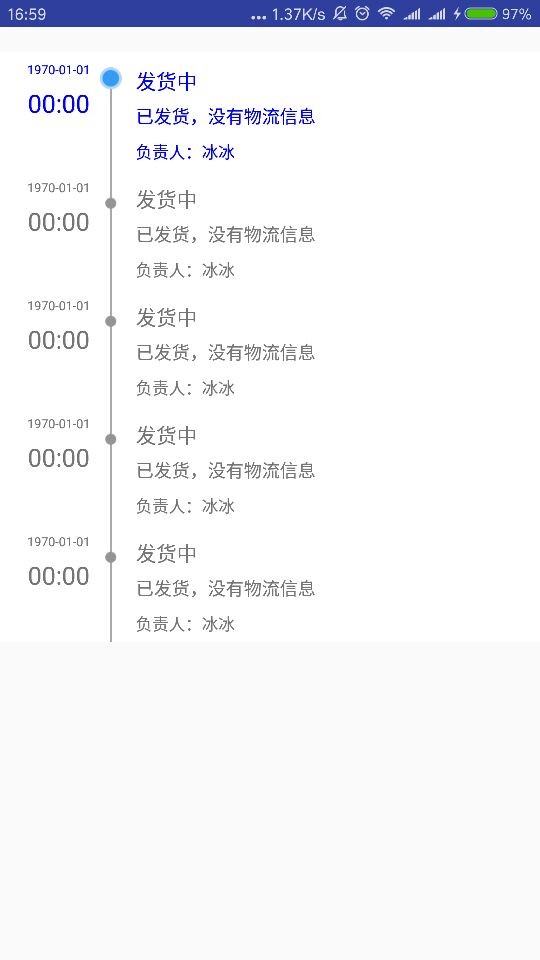 16:59 ... 1.37K/s 97%
1970-01-01
00:00
发货中
已发货，没有物流信息
负责人：冰冰
1970-01-01
00:00
发货中
已发货，没有物流信息
负责人：冰冰
1970-01-01
00:00
发货中
已发货，没有物流信息
负责人：冰冰
1970-01-01
00:00
发货中
已发货，没有物流信息
负责人：冰冰
1970-01-01
00:00
发货中
已发货，没有物流信息
负责人：冰冰